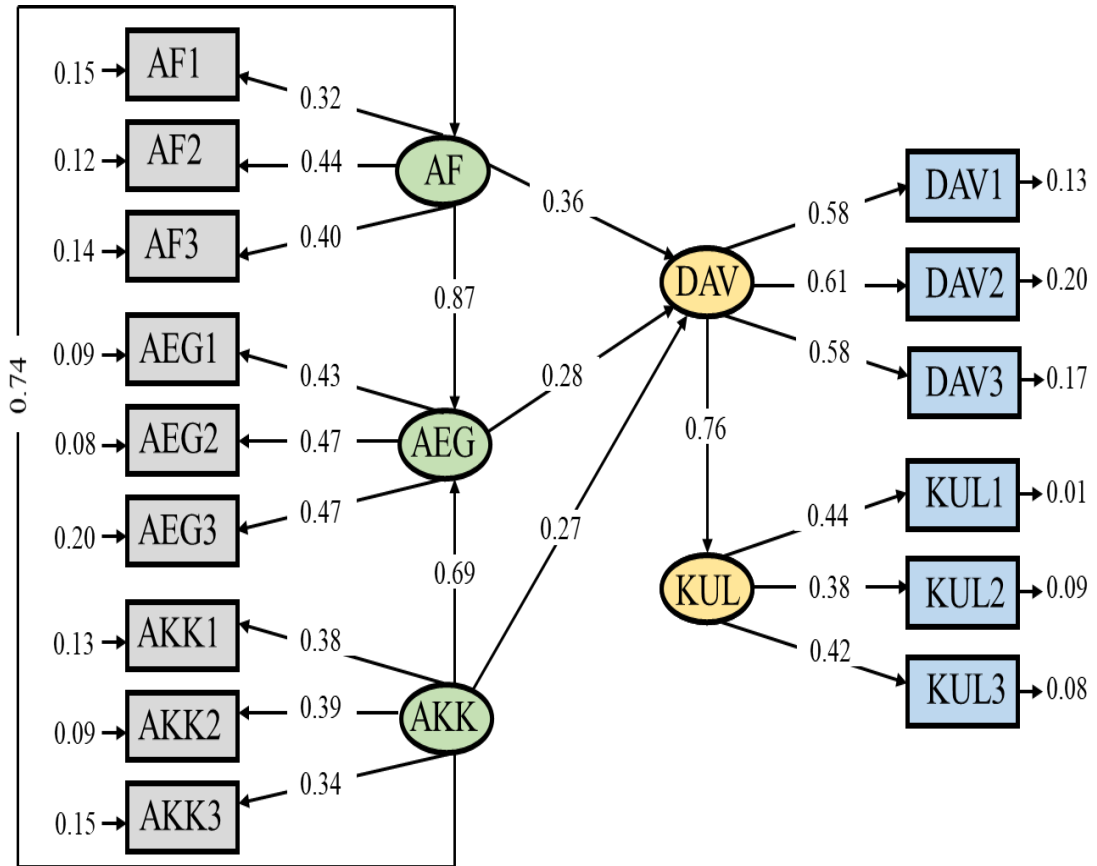 0.74
0.15
AF1
0.32
0.12
AF2
0.44
AF
0.14
AF3
0.40
0.36
0.87
0.09
AEG1
0.43
0.08
AEG2
0.47
AEG
0.28
0.20
AEG3
0.47
0.69
0.27
0.13
AKK1
0.38
0.09
AKK2
0.39
AKK
0.15
AKK3
0.34
DAV
0.58
DAV1
0.13
0.61
DAV2
0.20
0.58
DAV3
0.17
0.76
KUL
0.44
KUL1
0.01
0.38
KUL2
0.09
0.42
KUL3
0.08